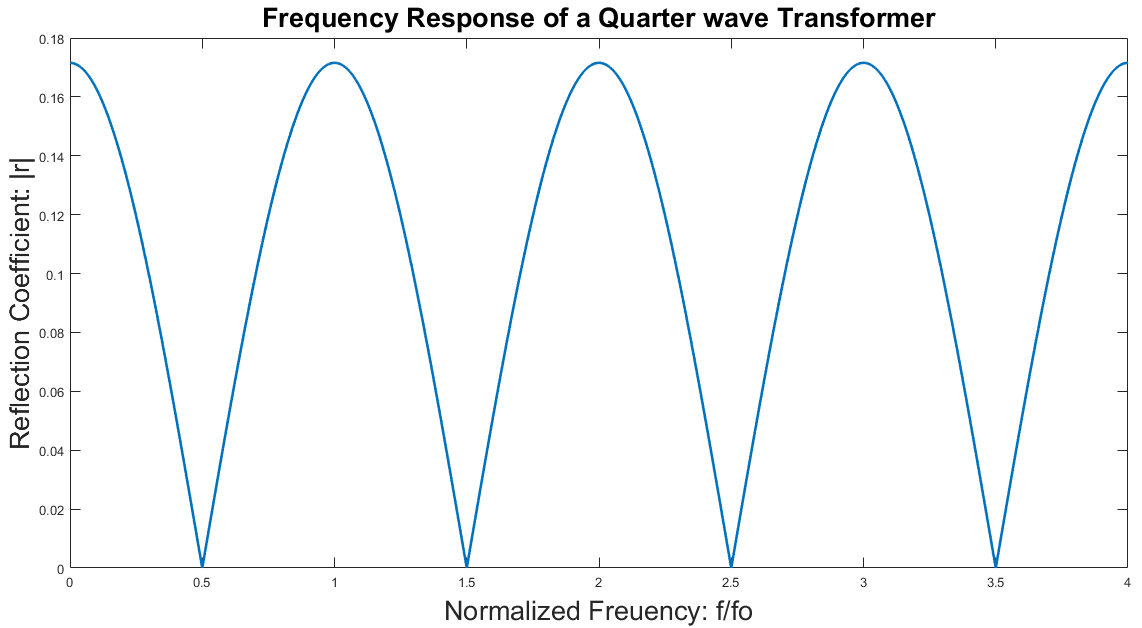 Frequency Response of a Quarter wave Transformer
0.18
0.16
0.14
0.12
0.1
0.08
0.06
0.04
0.02
0
Reflection Coefficient: |r|
0 0.5 1 1.5 2 2.5 3 3.5 4
Normalized Freuency: f/fo